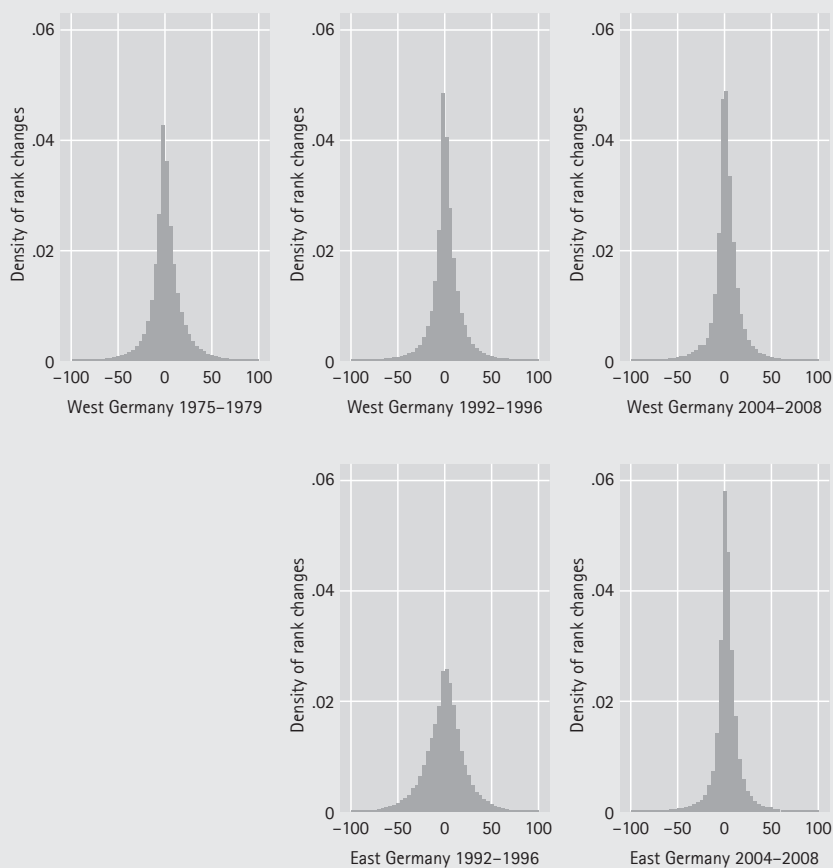 .06
.04
.02
0
Density of rank changes
−100 −50 0 50 100
West Germany 1975–1979
.06
.04
.02
0
Density of rank changes
−100 −50 0 50 100
West Germany 1992–1996
.06
.04
.02
0
Density of rank changes
−100 −50 0 50 100
West Germany 2004–2008
.06
.04
.02
0
Density of rank changes
−100 −50 0 50 100
East Germany 1992–1996
.06
.04
.02
0
Density of rank changes
−100 −50 0 50 100
East Germany 2004–2008